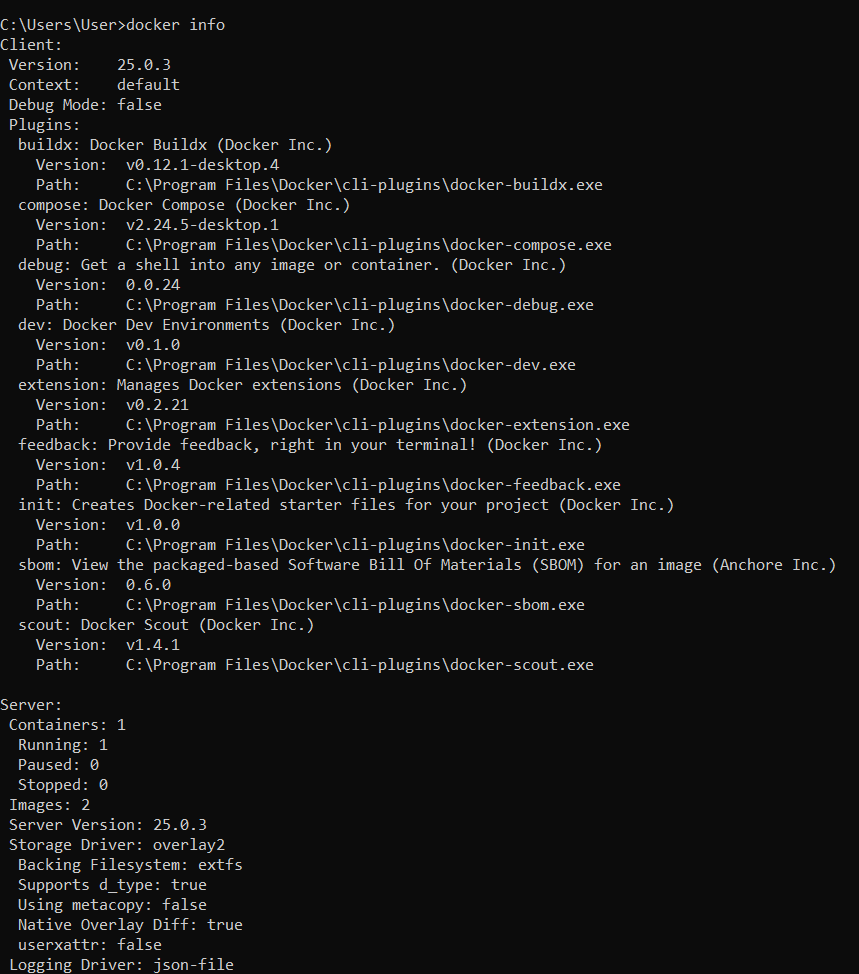 C:\Users\User>docker info
Client:
 Version:    25.0.3
 Context:    default
 Debug Mode: false
 Plugins:
  buildx: Docker Buildx (Docker Inc.)
    Version:  v0.12.1-desktop.4
    Path:     C:\Program Files\Docker\cli-plugins\docker-buildx.exe
  compose: Docker Compose (Docker Inc.)
    Version:  v2.24.5-desktop.1
    Path:     C:\Program Files\Docker\cli-plugins\docker-compose.exe
  debug: Get a shell into any image or container. (Docker Inc.)
    Version:  0.0.24
    Path:     C:\Program Files\Docker\cli-plugins\docker-debug.exe
  dev: Docker Dev Environments (Docker Inc.)
    Version:  v0.1.0
    Path:     C:\Program Files\Docker\cli-plugins\docker-dev.exe
  extension: Manages Docker extensions (Docker Inc.)
    Version:  v0.2.21
    Path:     C:\Program Files\Docker\cli-plugins\docker-extension.exe
  feedback: Provide feedback, right in your terminal! (Docker Inc.)
    Version:  v1.0.4
    Path:     C:\Program Files\Docker\cli-plugins\docker-feedback.exe
  init: Creates Docker-related starter files for your project (Docker Inc.)
    Version:  v1.0.0
    Path:     C:\Program Files\Docker\cli-plugins\docker-init.exe
  sbom: View the packaged-based Software Bill Of Materials (SBOM) for an image (Anchore Inc.)
    Version:  0.6.0
    Path:     C:\Program Files\Docker\cli-plugins\docker-sbom.exe
  scout: Docker Scout (Docker Inc.)
    Version:  v1.4.1
    Path:     C:\Program Files\Docker\cli-plugins\docker-scout.exe

Server:
 Containers: 1
  Running: 1
  Paused: 0
  Stopped: 0
 Images: 2
 Server Version: 25.0.3
 Storage Driver: overlay2
  Backing Filesystem: extfs
  Supports d_type: true
  Using metacopy: false
  Native Overlay Diff: true
  userxattr: false
 Logging Driver: json-file